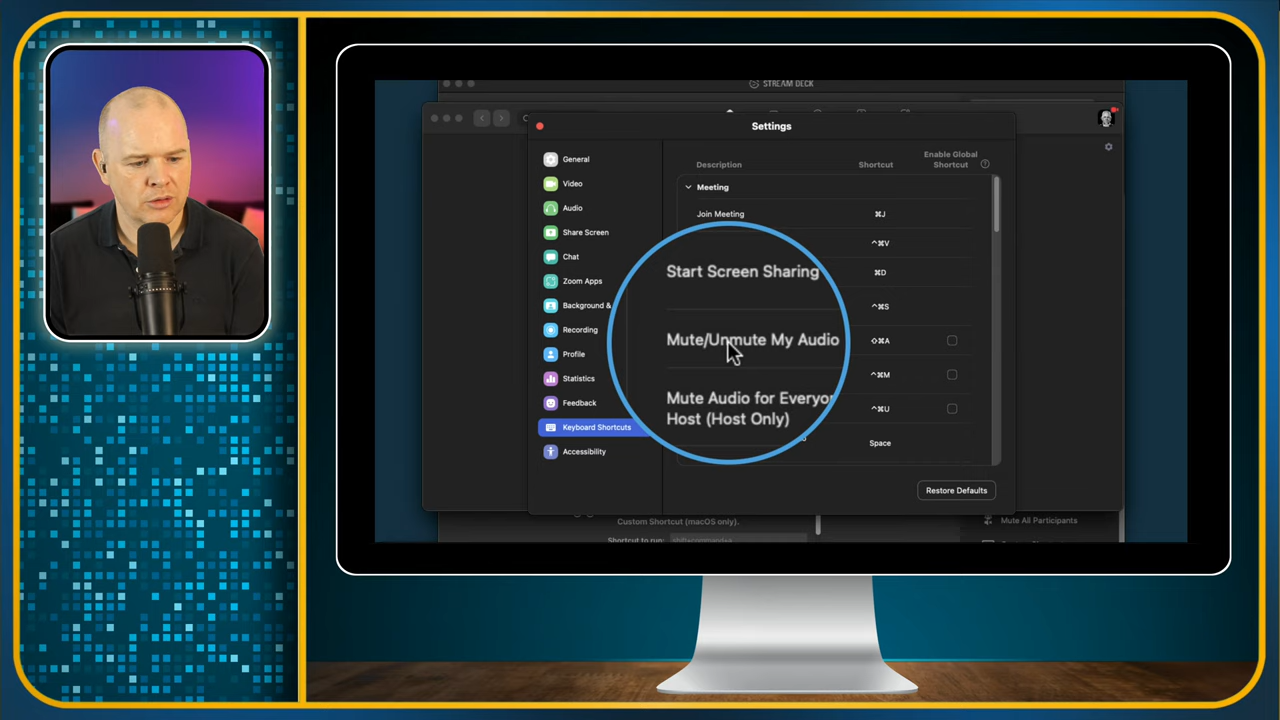 STREAM DECK
Settings
General
Video
Audio
Share Screen
Chat
Zoom Apps
Background &
Recording
Profile
Statistics
Feedback
Keyboard Shortcuts
Accessibility
Description
Shortcut
Enable Global
Shortcut
Meeting
Join Meeting
⌘J
^⌘V
Start Screen Sharing
⌘D
^⌘S
Mute/Unmute My Audio
⇧⌘A
^⌘M
Mute Audio for Everyon
Host (Host Only)
^⌘U
Space
Restore Defaults
Custom Shortcut (macOS only).
Shortcut to run:
shift+command+a
Mute All Participants